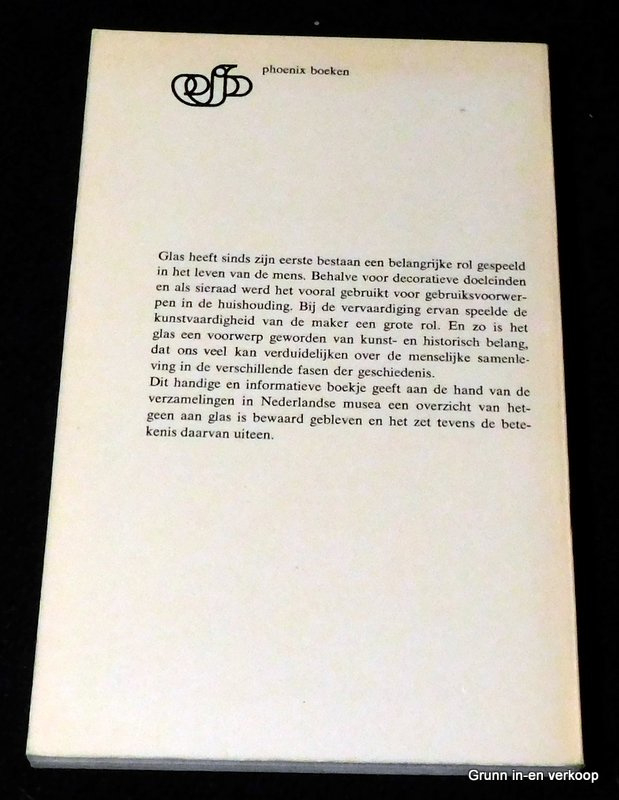 phoenix boeken
Glas heeft sinds zijn eerste bestaan een belangrijke rol gespeeld
in het leven van de mens. Behalve voor decoratieve doeleinden
en als sieraad werd het vooral gebruikt voor gebruiksvoorwer-
pen in de huishouding. Bij de vervaardiging ervan speelde de
kunstvaardigheid van de maker een grote rol. En zo is het
glas een voorwerp geworden van kunst- en historisch belang,
dat ons veel kan verduidelijken over de menselijke samenle-
ving in de verschillende fasen der geschiedenis.
Dit handige en informatieve boekje geeft aan de hand van de
verzamelingen in Nederlandse musea een overzicht van het-
geen aan glas is bewaard gebleven en het zet tevens de bete-
kenis daarvan uiteen.
Grunn in-en verkoop